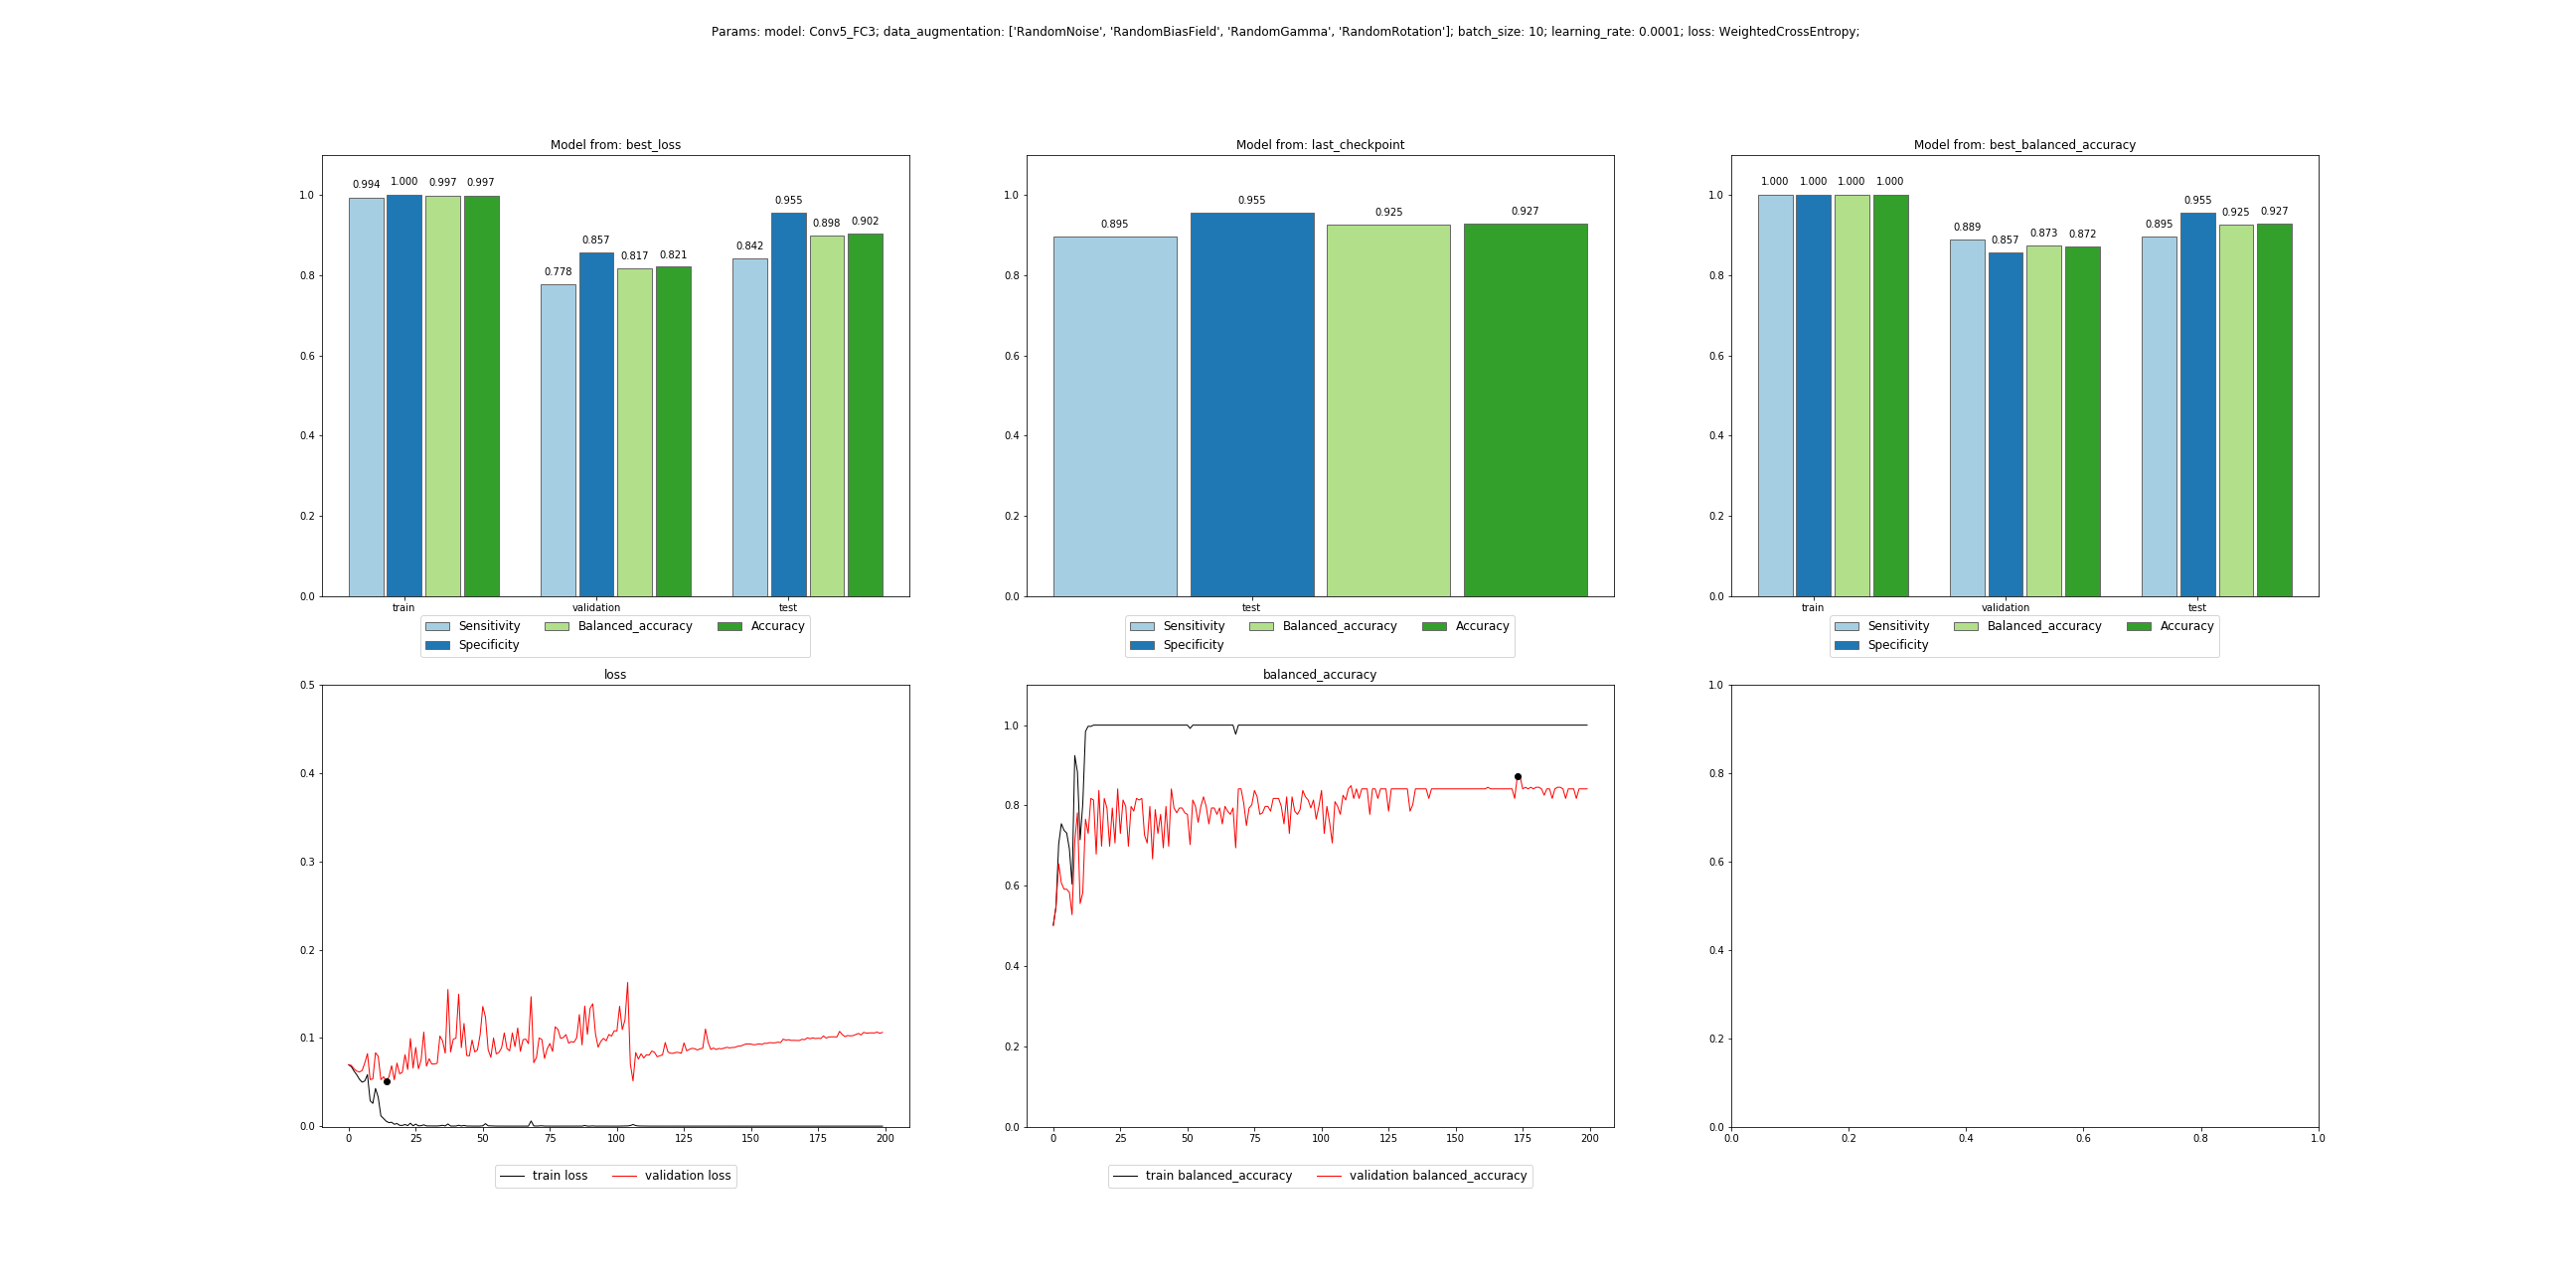 Params: model: Conv5_FC3; data_augmentation: ['RandomNoise', 'RandomBiasField', 'RandomGamma', 'RandomRotation']; batch_size: 10; learning_rate: 0.0001; loss: WeightedCrossEntropy;
Model from: best_loss
1.0
0.8
0.6
0.4
0.2
0.0
0.994 1.000 0.997 0.997
0.778 0.857 0.817 0.821
0.842 0.955 0.898 0.902
train validation test
Sensitivity Balanced_accuracy Accuracy
Specificity
Model from: last_checkpoint
1.0
0.8
0.6
0.4
0.2
0.0
0.895 0.955 0.925 0.927
test
Sensitivity Balanced_accuracy Accuracy
Specificity
Model from: best_balanced_accuracy
1.0
0.8
0.6
0.4
0.2
0.0
1.000 1.000 1.000 1.000
0.889 0.857 0.873 0.872
0.895 0.955 0.925 0.927
train validation test
Sensitivity Balanced_accuracy Accuracy
Specificity
loss
0.5
0.4
0.3
0.2
0.1
0.0
0 25 50 75 100 125 150 175 200
train loss validation loss
balanced_accuracy
1.0
0.8
0.6
0.4
0.2
0.0
0 25 50 75 100 125 150 175 200
train balanced_accuracy validation balanced_accuracy
1.0
0.8
0.6
0.4
0.2
0.0
0.0 0.2 0.4 0.6 0.8 1.0